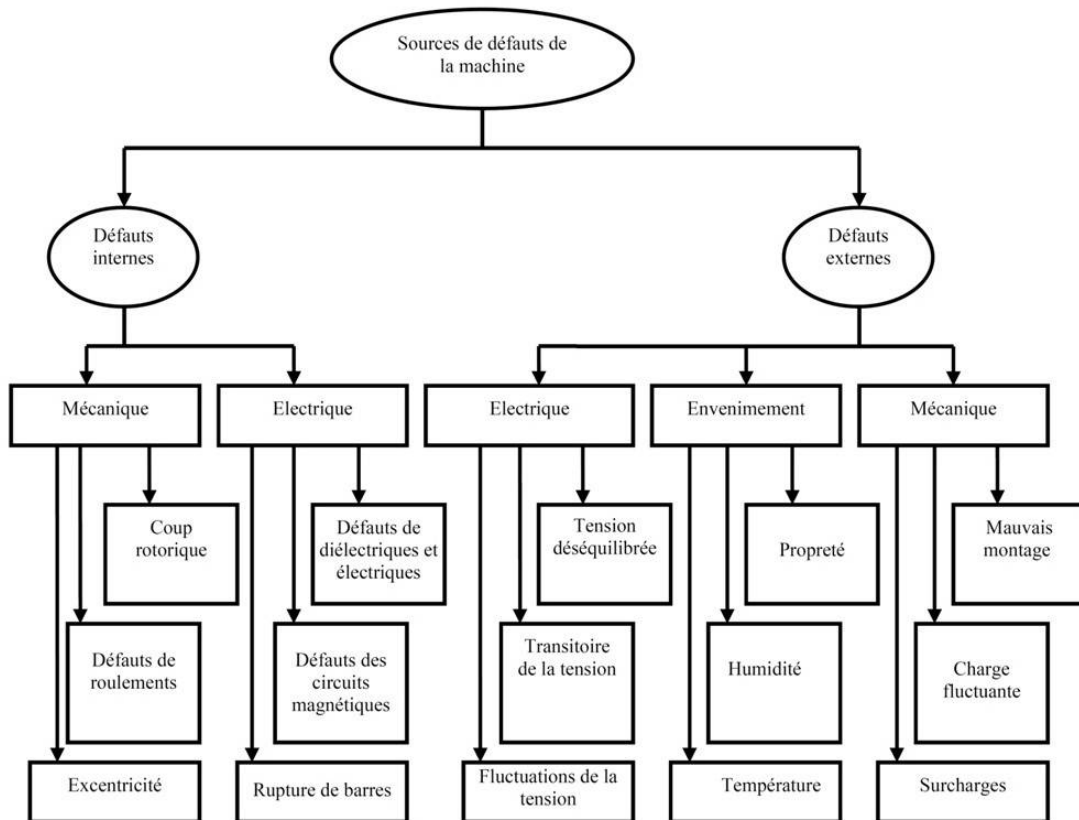 Sources de défauts de
la machine
Défauts
internes
Défauts
externes
Mécanique
Electrique
Electrique
Envenimement
Mécanique
Coup
rotorique
Défauts de
diélectriques et
électriques
Tension
déséquilibrée
Propreté
Mauvais
montage
Défauts de
roulements
Défauts des
circuits
magnétiques
Transitoire
de la tension
Humidité
Charge
fluctuante
Excentricité
Rupture de barres
Fluctuations de la
tension
Température
Surcharges